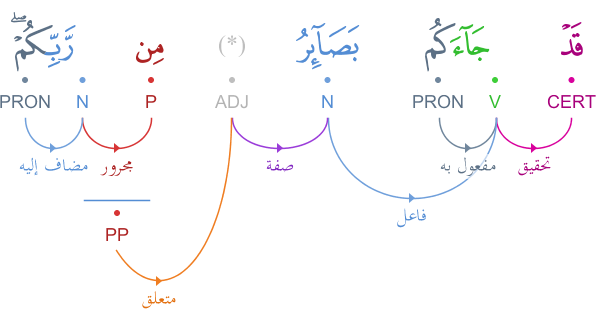 قَدْ جَآءَكُم بَصَآئِرُ (*) مِن رَّبِّكُمْ ۖ
CERT V PRON N ADJ P N PRON
تحقيق مفعول به صفة مجرور مضاف إليه
فاعل
PP
متعلق